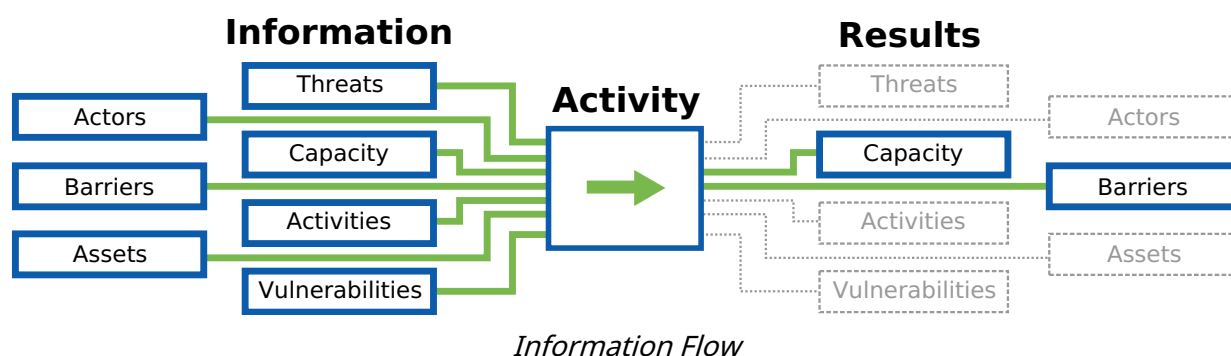 Information
Activity
Results
Threats
Actors
Capacity
Barriers
Activities
Assets
Vulnerabilities
Threats
Actors
Capacity
Barriers
Activities
Assets
Vulnerabilities
Information Flow